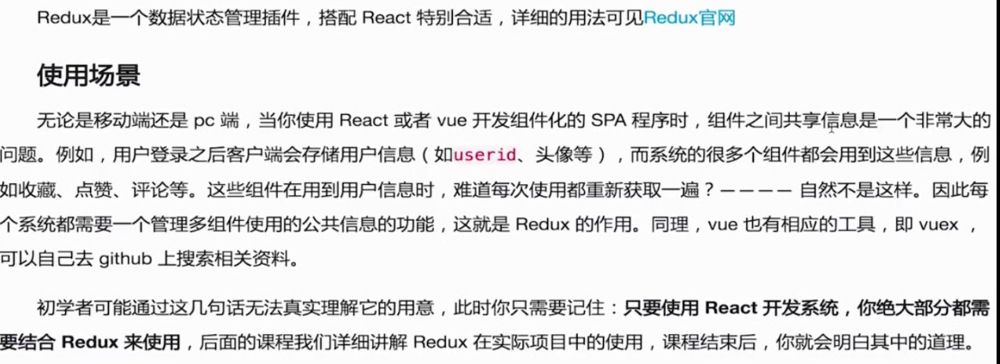 Redux是一个数据状态管理插件，搭配 React 特别合适，详细的用法可见Redux官网
使用场景
无论是移动端还是 pc 端，当你使用 React 或者 vue 开发组件化的 SPA 程序时，组件之间共享信息是一个非常大的
问题。例如，用户登录之后客户端会存储用户信息（如userid、头像等），而系统的很多个组件都会用到这些信息，例
如收藏、点赞、评论等。这些组件在用到用户信息时，难道每次使用都重新获取一遍？———— 自然不是这样。因此每
个系统都需要一个管理多组件使用的公共信息的功能，这就是 Redux 的作用。同理，vue 也有相应的工具，即 vuex ，
可以自己去 github 上搜索相关资料。
初学者可能通过这几句话无法真实理解它的用意，此时你只需要记住：只要使用 React 开发系统，你绝大部分都需
要结合 Redux 来使用，后面的课程我们详细讲解 Redux 在实际项目中的使用，课程结束后，你就会明白其中的道理。